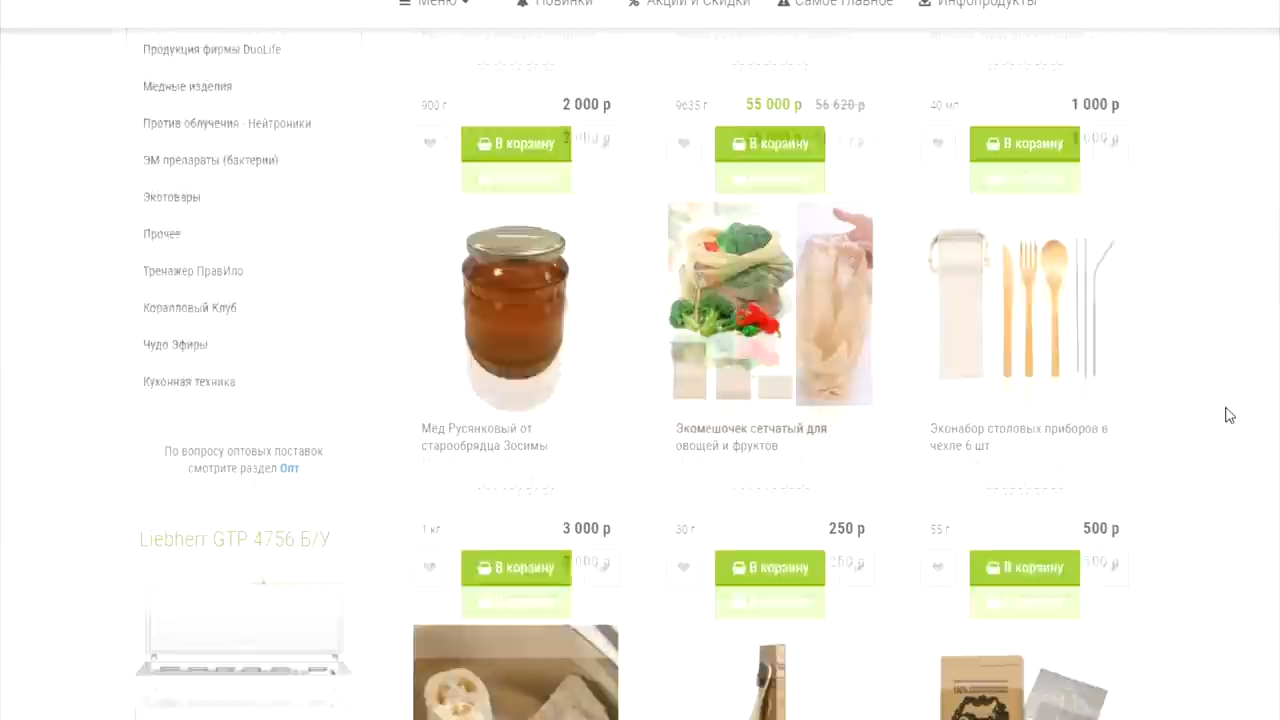 Меню
Новинки
Акции и Скидки
Самое Главное
Инфопродукты
Продукция фирмы DuoLife
Медные изделия
Против облучения - Нейтроники
ЭМ препараты (бактерии)
Экотовары
Прочее
Тренажер ПравИло
Коралловый Клуб
Чудо Эфиры
Кухонная техника
По вопросу оптовых поставок
смотрите раздел Опт
Liebherr GTP 4756 Б/У
900 г 2 000 р
В корзину
9635 г 55 000 р 56 620 р
В корзину
40 мл 1 000 р
В корзину
Мёд Русянковый от
старообрядца Зосимы
1 кг 3 000 р
В корзину
Экомешочек сетчатый для
овощей и фруктов
30 г 250 р
В корзину
Эконабор столовых приборов в
чехле 6 шт
55 г 500 р
В корзину